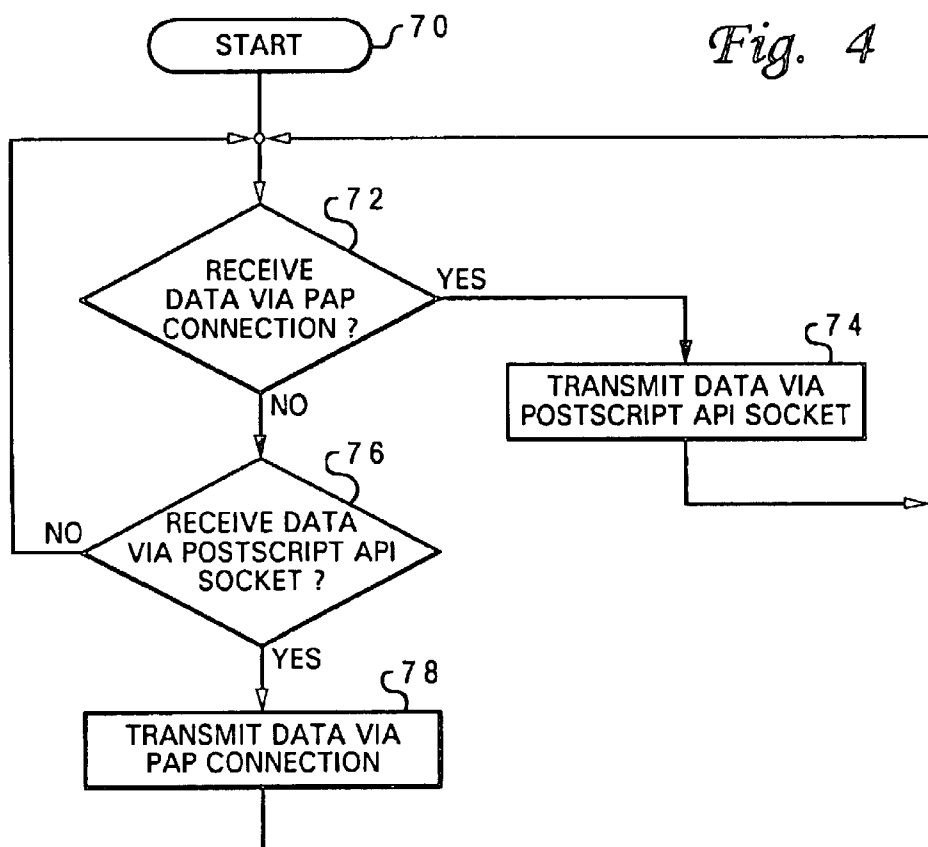 START
70
Fig. 4
72
RECEIVE
DATA VIA PAP
CONNECTION ?
YES
NO
74
TRANSMIT DATA VIA
POSTSCRIPT API SOCKET
76
RECEIVE DATA
VIA POSTSCRIPT API
SOCKET ?
NO
YES
78
TRANSMIT DATA VIA
PAP CONNECTION